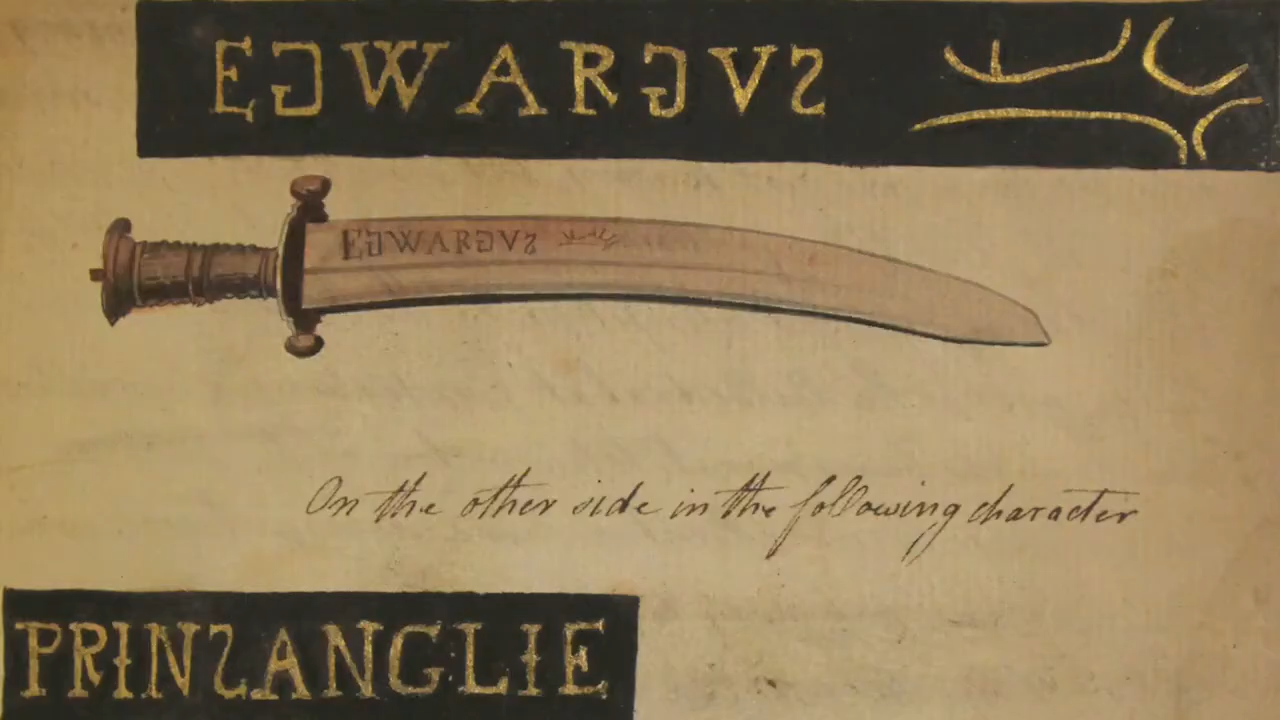 EDWARDVS
EDWARDVS
On the other side in the following character
PRINSANGLIE